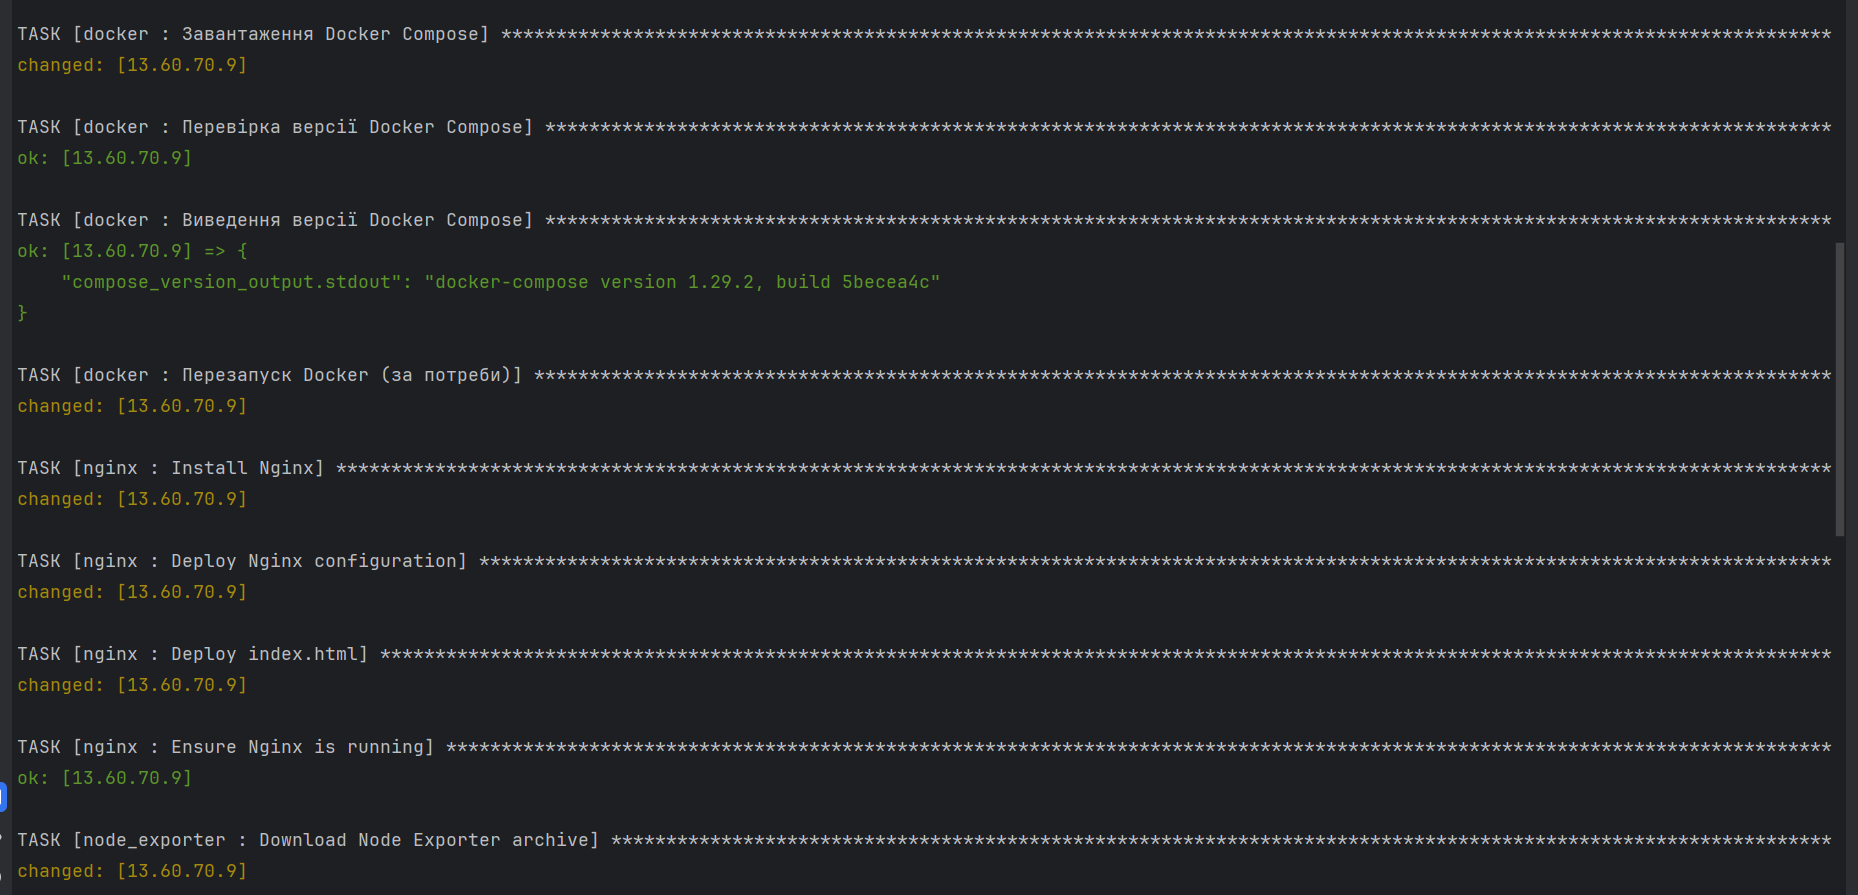 TASK [docker : Завантаження Docker Compose] *************************************************************************************************************************
changed: [13.60.70.9]
TASK [docker : Перевірка версії Docker Compose] *********************************************************************************************************************
ok: [13.60.70.9]
TASK [docker : Виведення версії Docker Compose] *********************************************************************************************************************
ok: [13.60.70.9] => {
    "compose_version_output.stdout": "docker-compose version 1.29.2, build 5becea4c"
}
TASK [docker : Перезапуск Docker (за потреби)] **********************************************************************************************************************
changed: [13.60.70.9]
TASK [nginx : Install Nginx] ****************************************************************************************************************************************
changed: [13.60.70.9]
TASK [nginx : Deploy Nginx configuration] ***************************************************************************************************************************
changed: [13.60.70.9]
TASK [nginx : Deploy index.html] ************************************************************************************************************************************
changed: [13.60.70.9]
TASK [nginx : Ensure Nginx is running] ******************************************************************************************************************************
ok: [13.60.70.9]
TASK [node_exporter : Download Node Exporter archive] ***************************************************************************************************************
changed: [13.60.70.9]